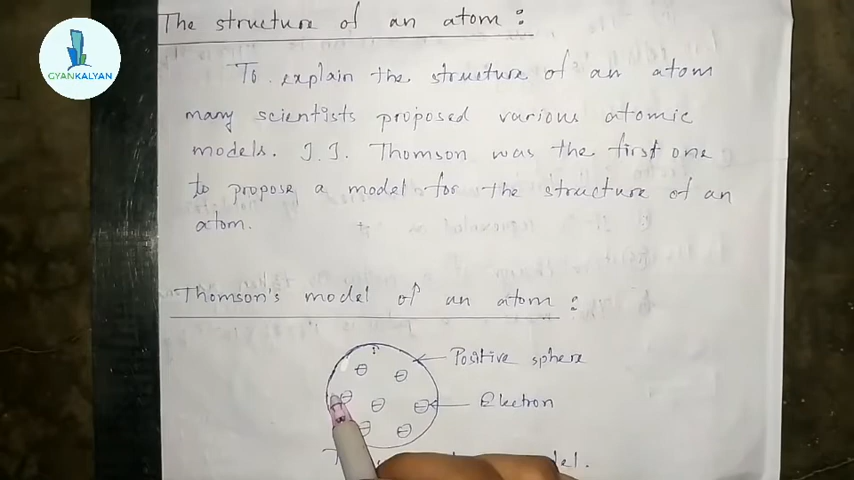 The structure of an atom :
GYANKALYAN
To explain the structure of an atom
many scientists proposed various atomic
models. J.J. Thomson was the first one
to propose a model for the structure of an
atom.
Thomson's model of an atom :
Positive sphere
Electron